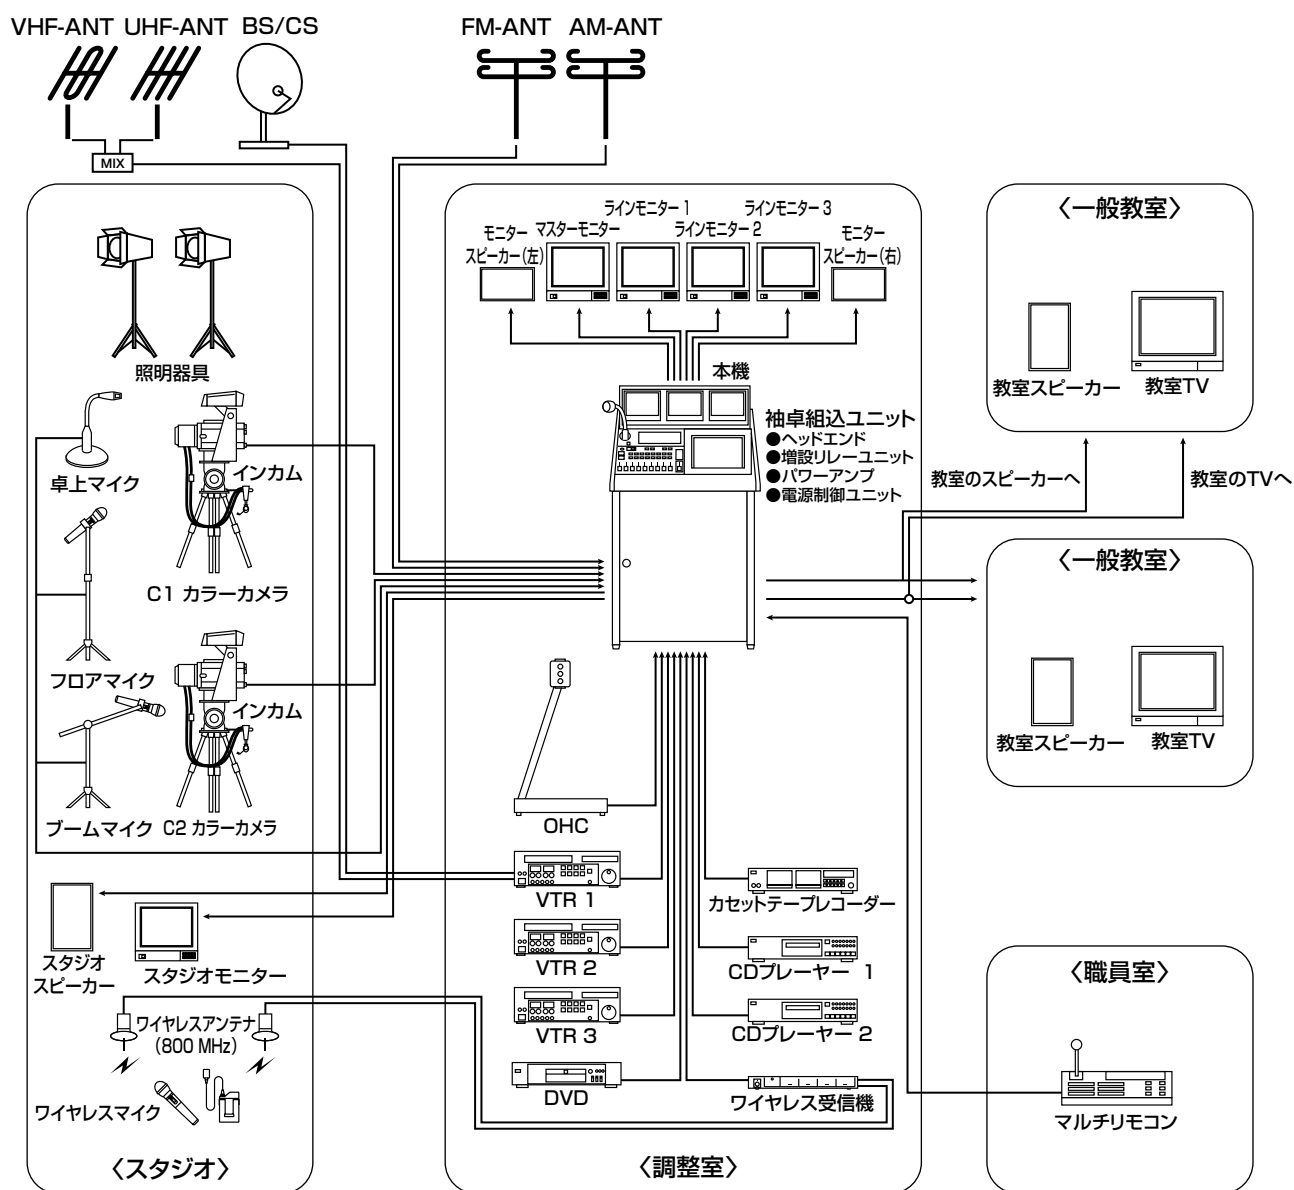 VHF-ANT UHF-ANT BS/CS
FM-ANT AM-ANT
MIX
照明器具
卓上マイク
インカム
C1 カラーカメラ
フロアマイク
インカム
ブームマイク
C2 カラーカメラ
スタジオ
スピーカー
スタジオモニター
ワイヤレスアンテナ
(800 MHz)
ワイヤレスマイク
〈スタジオ〉
ラインモニター 1
ラインモニター 3
モニター
スピーカー(左)
マスターモニター
ラインモニター 2
モニター
スピーカー(右)
本機
袖卓組込ユニット
●ヘッドエンド
●増設リレーユニット
●パワーアンプ
●電源制御ユニット
OHC
VTR 1
VTR 2
VTR 3
DVD
カセットテープレコーダー
CDプレーヤー 1
CDプレーヤー 2
ワイヤレス受信機
〈調整室〉
〈一般教室〉
教室スピーカー
教室TV
教室のスピーカーへ
教室のTVへ
〈一般教室〉
教室スピーカー
教室TV
〈職員室〉
マルチリモコン